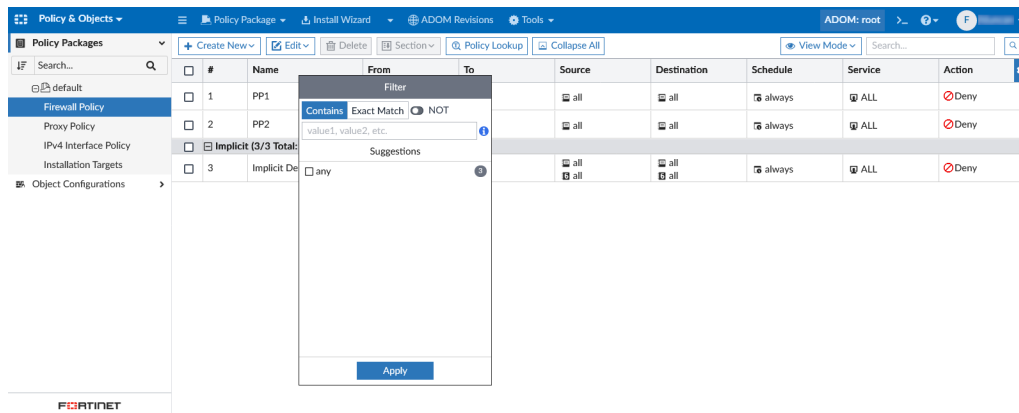 Policy & Objects
Policy Package
Install Wizard
ADOM Revisions
Tools
ADOM: root
F
Policy Packages
Create New
Edit
Delete
Section
Policy Lookup
Collapse All
View Mode
Search...
Search...
# Name From To Source Destination Schedule Service Action
default
Firewall Policy
Proxy Policy
IPv4 Interface Policy
Installation Targets
Object Configurations
1 PP1 all all always ALL Deny
2 PP2 all all always ALL Deny
Implicit (3/3 Total:
3 Implicit De all all always ALL Deny
all all
Filter
Contains Exact Match NOT
value1, value2, etc.
Suggestions
any 3
Apply
FORTINET